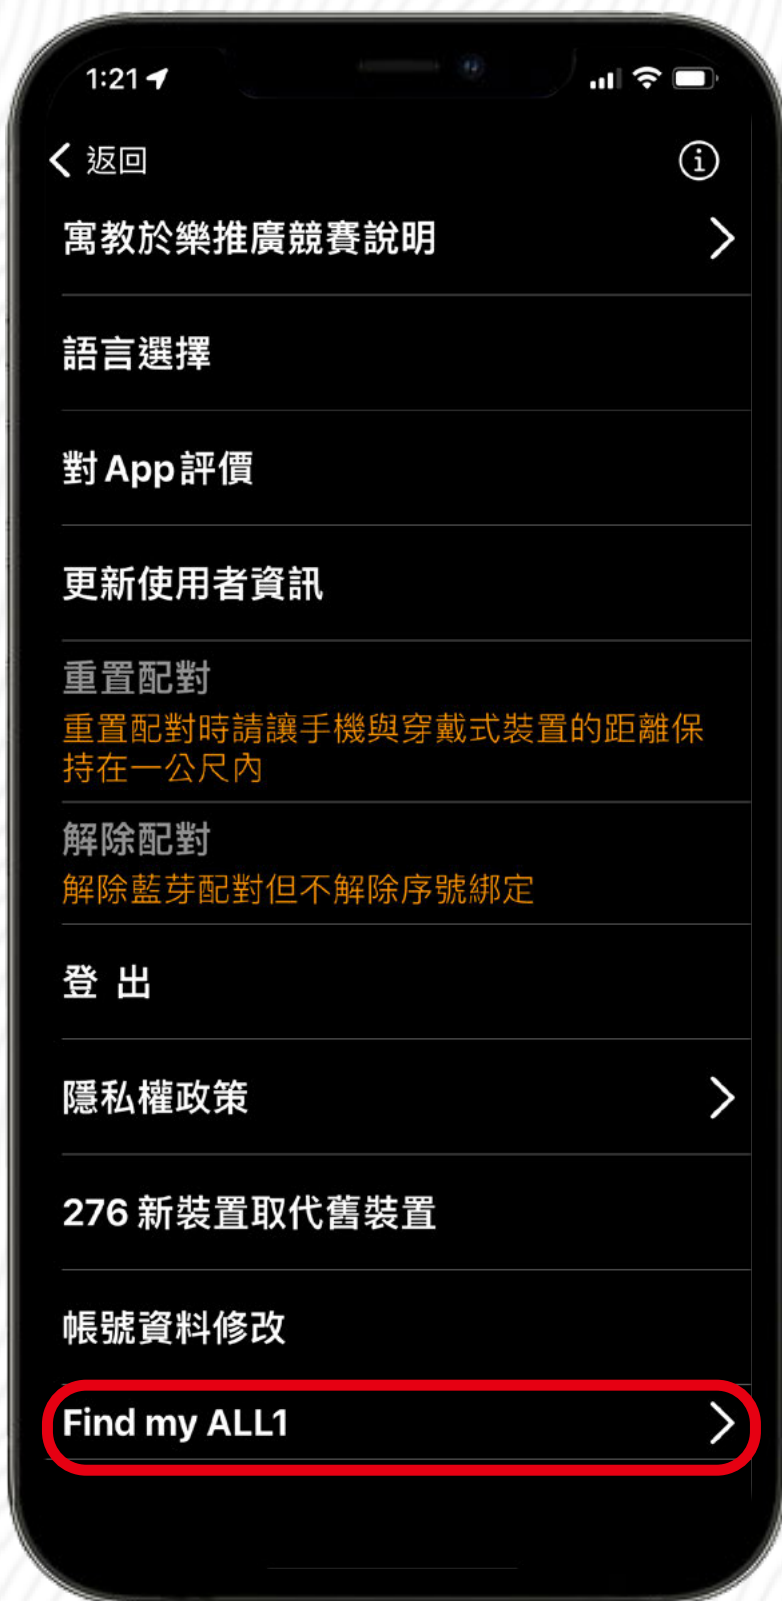 1:21
返回
寓教於樂推廣競賽說明
語言選擇
對App評價
更新使用者資訊
重置配對
重置配對時請讓手機與穿戴式裝置的距離保
持在一公尺內
解除配對
解除藍芽配對但不解除序號綁定
登 出
隱私權政策
276 新裝置取代舊裝置
帳號資料修改
Find my ALL1